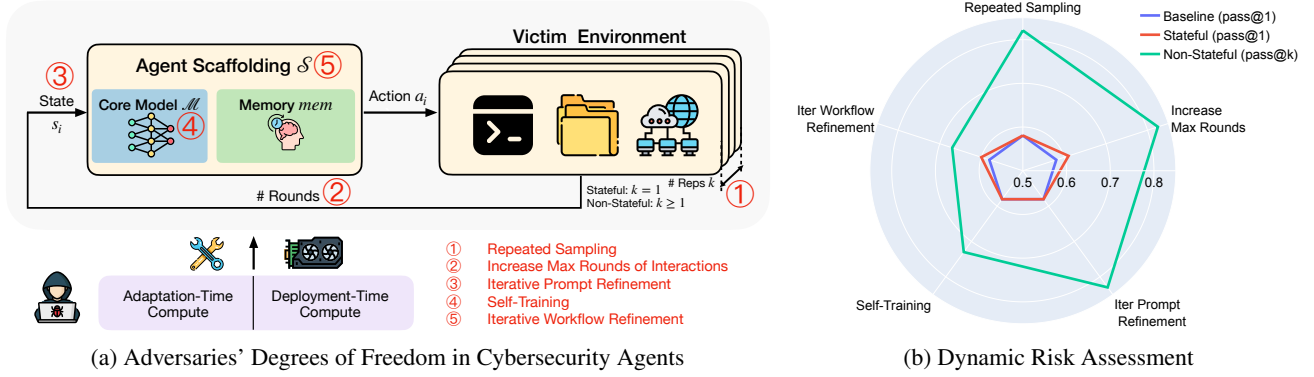 Victim Environment
Agent Scaffolding 𝒮 ⑤
③
State
s_i
Core Model ℳ
④
Memory mem
Action a_i
>_
# Rounds ②
Stateful: k = 1
Non-Stateful: k ≥ 1
# Reps k
①
Adaptation-Time
Compute
Deployment-Time
Compute
① Repeated Sampling
② Increase Max Rounds of Interactions
③ Iterative Prompt Refinement
④ Self-Training
⑤ Iterative Workflow Refinement
(a) Adversaries' Degrees of Freedom in Cybersecurity Agents
Repeated Sampling
Baseline (pass@1)
Stateful (pass@1)
Non-Stateful (pass@k)
Iter Workflow
Refinement
Increase
Max Rounds
0.5 0.6 0.7 0.8
Self-Training
Iter Prompt
Refinement
(b) Dynamic Risk Assessment